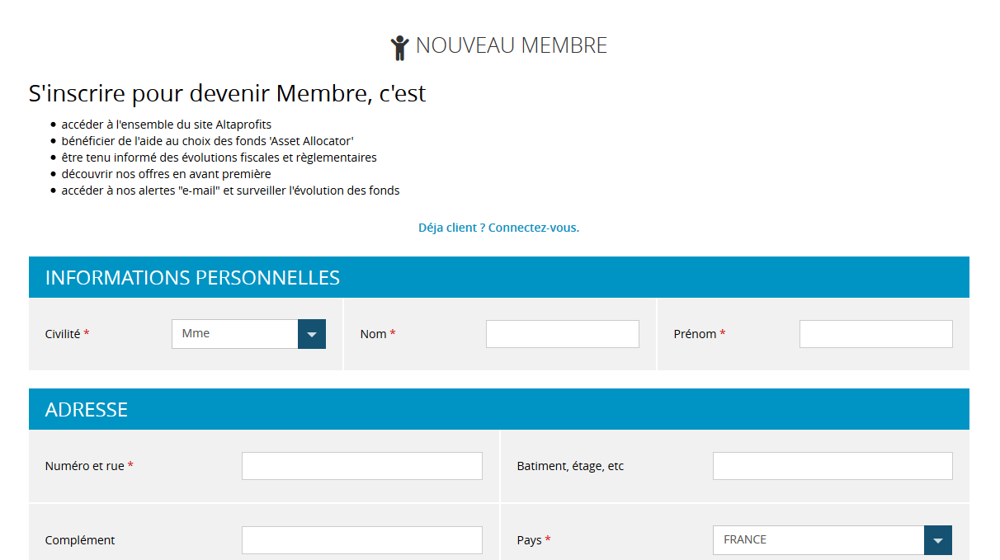 NOUVEAU MEMBRE
S'inscrire pour devenir Membre, c'est
accéder à l'ensemble du site Altaprofits
bénéficier de l'aide au choix des fonds 'Asset Allocator'
être tenu informé des évolutions fiscales et règlementaires
découvrir nos offres en avant première
accéder à nos alertes "e-mail" et surveiller l'évolution des fonds
Déja client ? Connectez-vous.
INFORMATIONS PERSONNELLES
Civilité * Mme Nom * Prénom *
ADRESSE
Numéro et rue * Batiment, étage, etc
Complément Pays * FRANCE